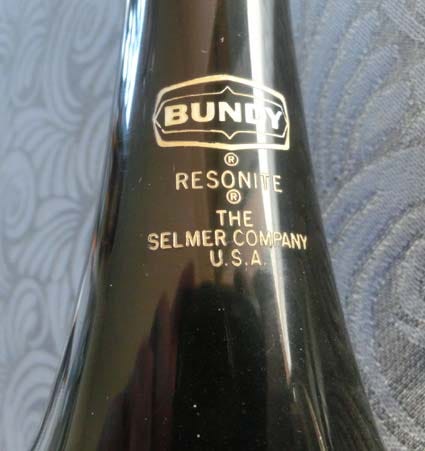 BUNDY
®
RESONITE
®
THE
SELMER COMPANY
U.S.A.